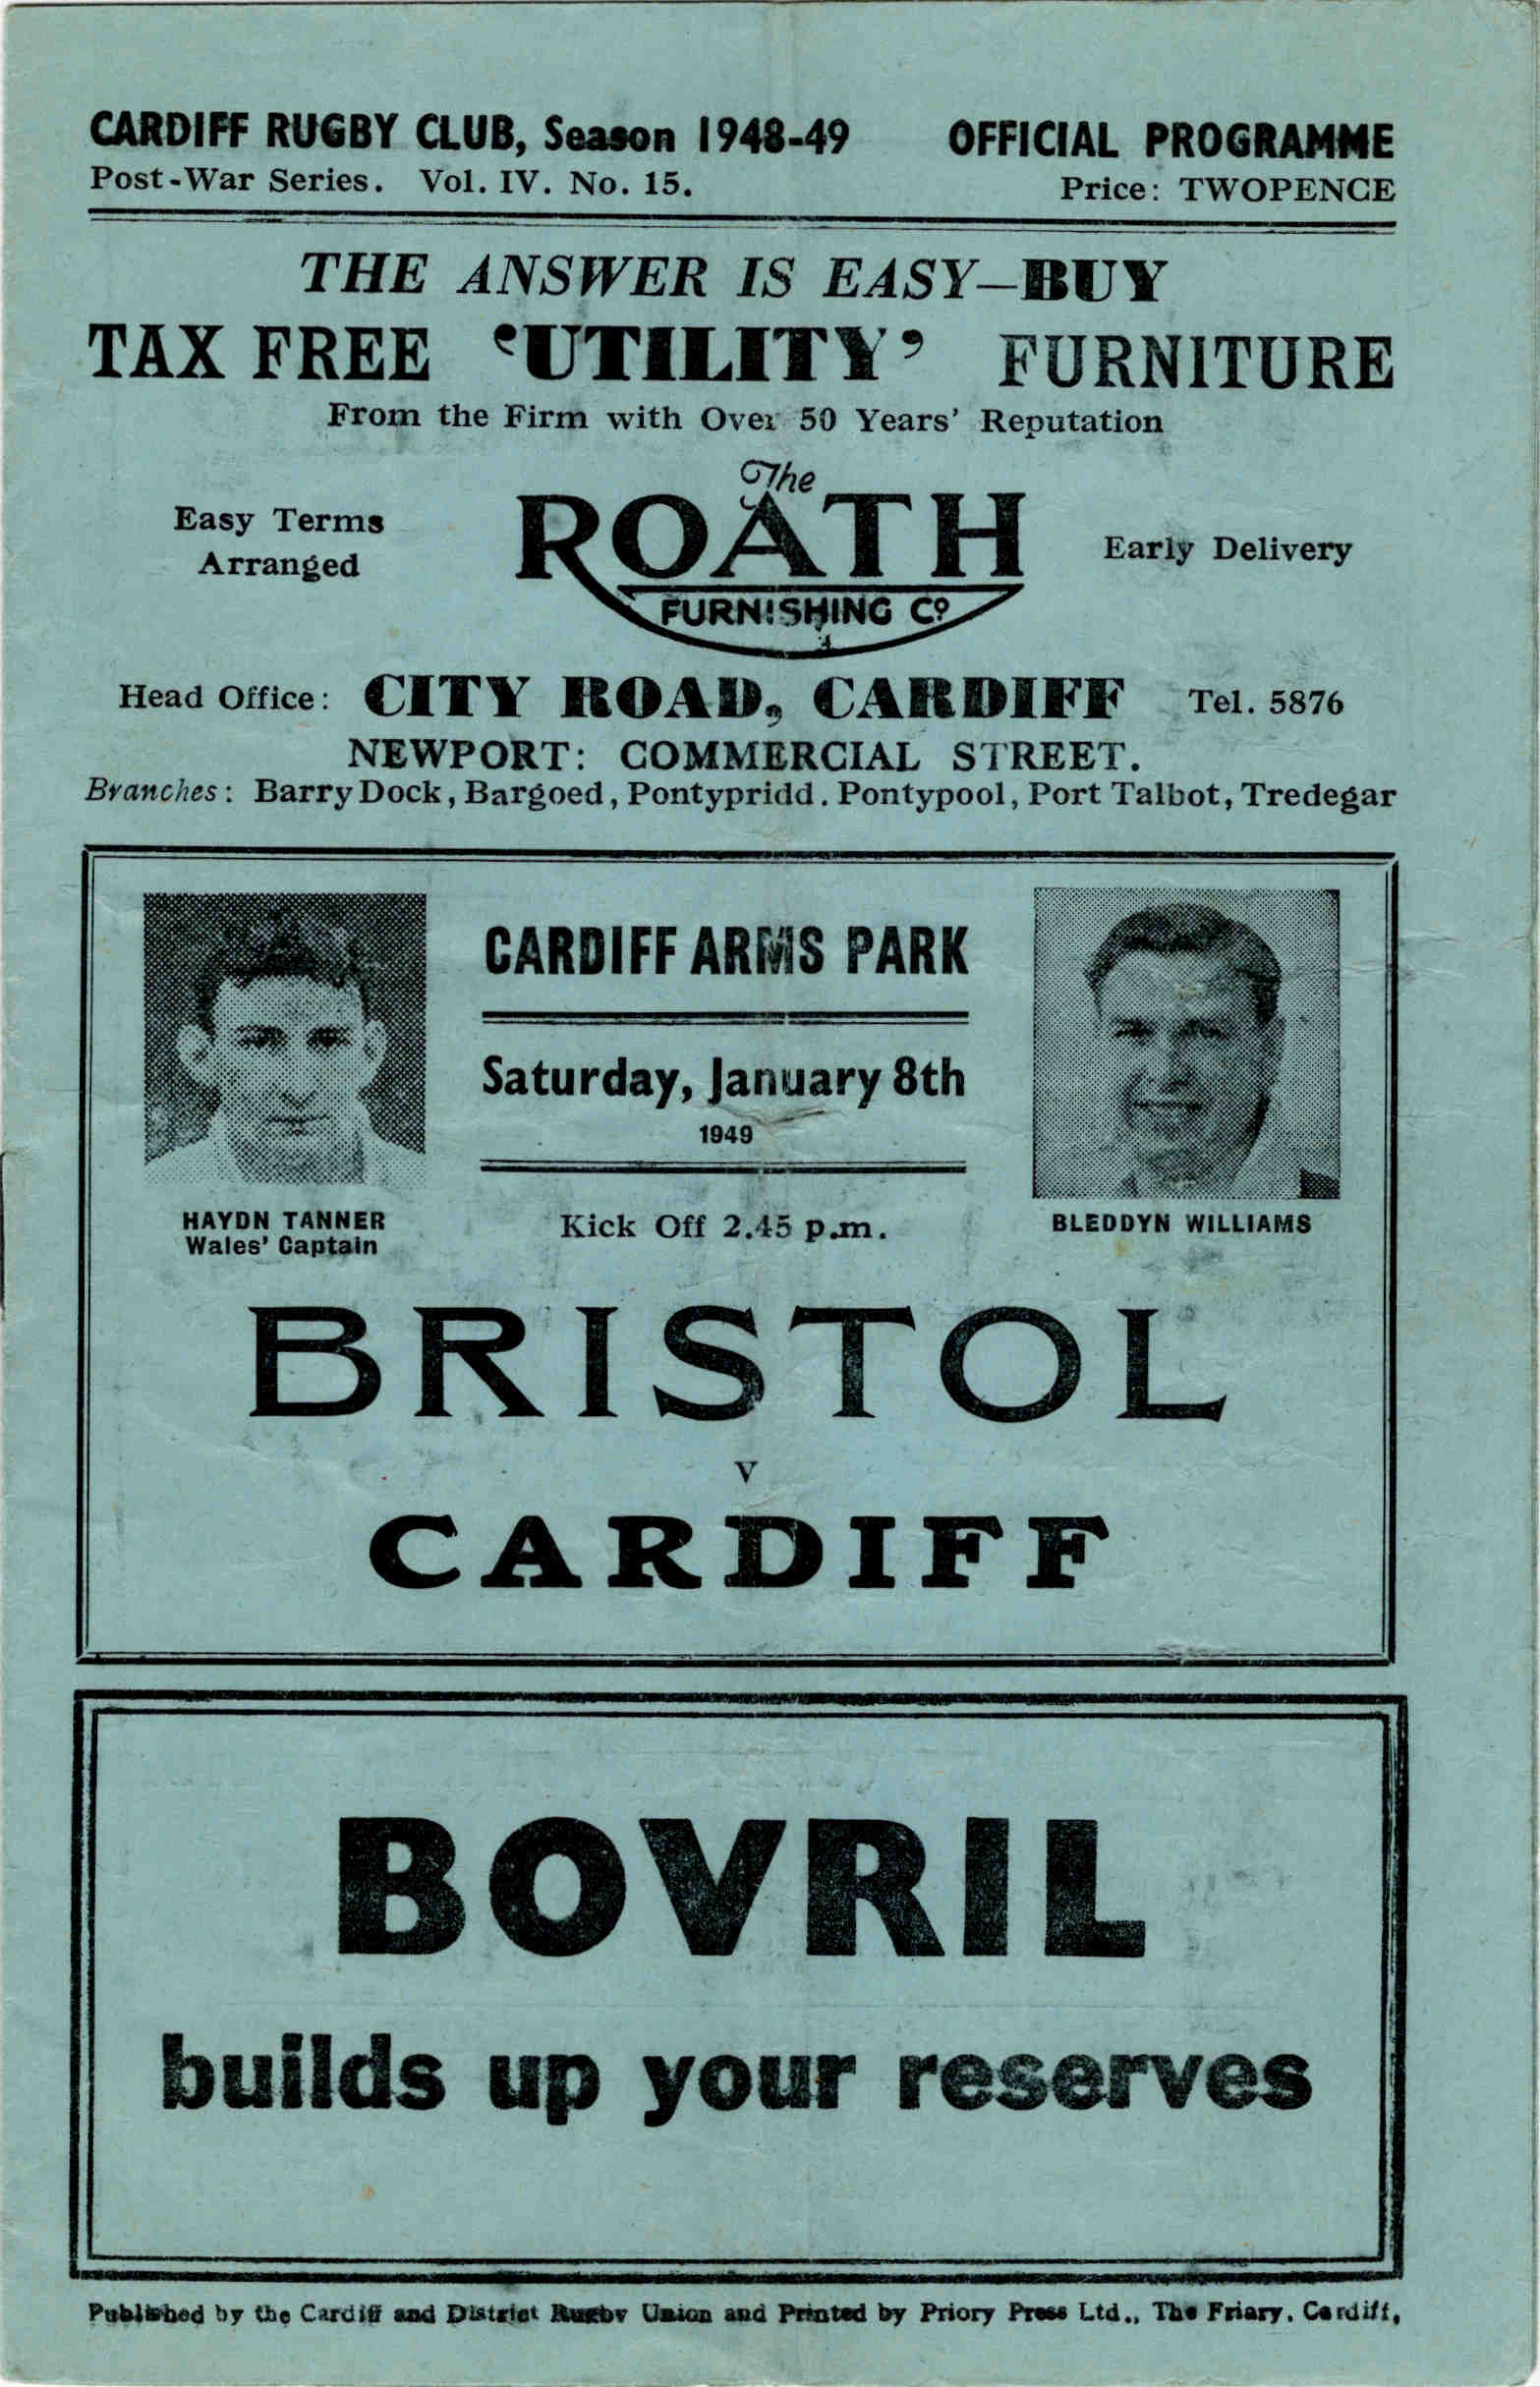 CARDIFF RUGBY CLUB, Season 1948-49 OFFICIAL PROGRAMME
Post-War Series. Vol. IV. No. 15. Price: TWOPENCE
THE ANSWER IS EASY—BUY
TAX FREE ‘UTILITY’ FURNITURE
From the Firm with Over 50 Years' Reputation
Easy Terms
Arranged
The
ROATH
FURNISHING Co.
Early Delivery
Head Office: CITY ROAD, CARDIFF Tel. 5876
NEWPORT: COMMERCIAL STREET.
Branches: Barry Dock, Bargoed, Pontypridd. Pontypool, Port Talbot, Tredegar
CARDIFF ARMS PARK
Saturday, January 8th
1949
HAYDN TANNER
Wales' Captain
Kick Off 2.45 p.m.
BLEDDYN WILLIAMS
BRISTOL
v
CARDIFF
BOVRIL
builds up your reserves
Published by the Cardiff and District Rugby Union and Printed by Priory Press Ltd., The Friary, Cardiff,